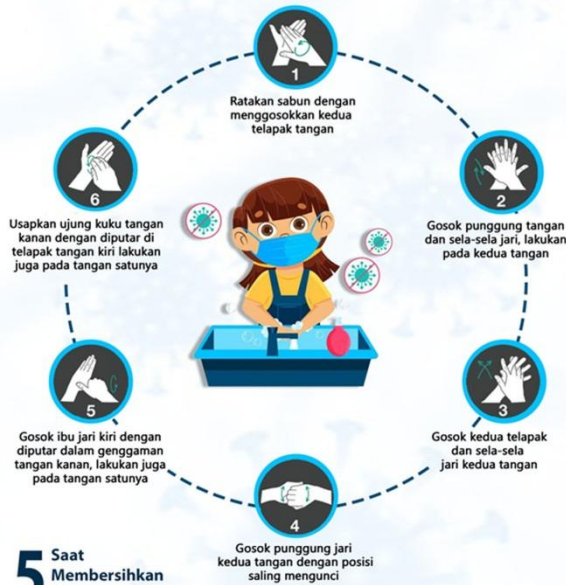 1
Ratakan sabun dengan
menggosokkan kedua
telapak tangan
2
Gosok punggung tangan
dan sela-sela jari, lakukan
pada kedua tangan
3
Gosok kedua telapak
dan sela-sela
jari kedua tangan
4
Gosok punggung jari
kedua tangan dengan posisi
saling mengunci
5
Gosok ibu jari kiri dengan
diputar dalam genggaman
tangan kanan, lakukan juga
pada tangan satunya
6
Usapkan ujung kuku tangan
kanan dengan diputar di
telapak tangan kiri lakukan
juga pada tangan satunya
5 Saat
Membersihkan